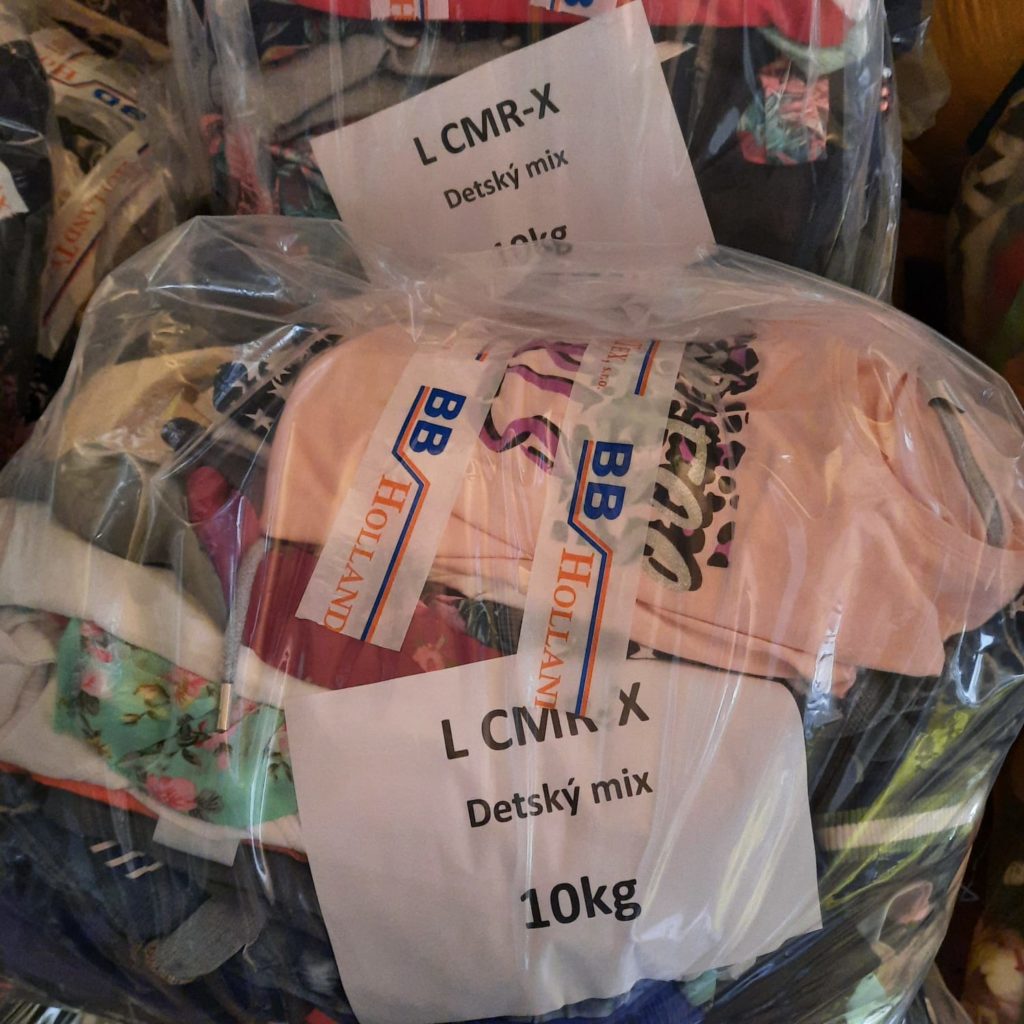 L CMR-X
Detský mix
10kg
BB
HOLLAND
BB
HOLLAND
L CMR-X
Detský mix
10kg